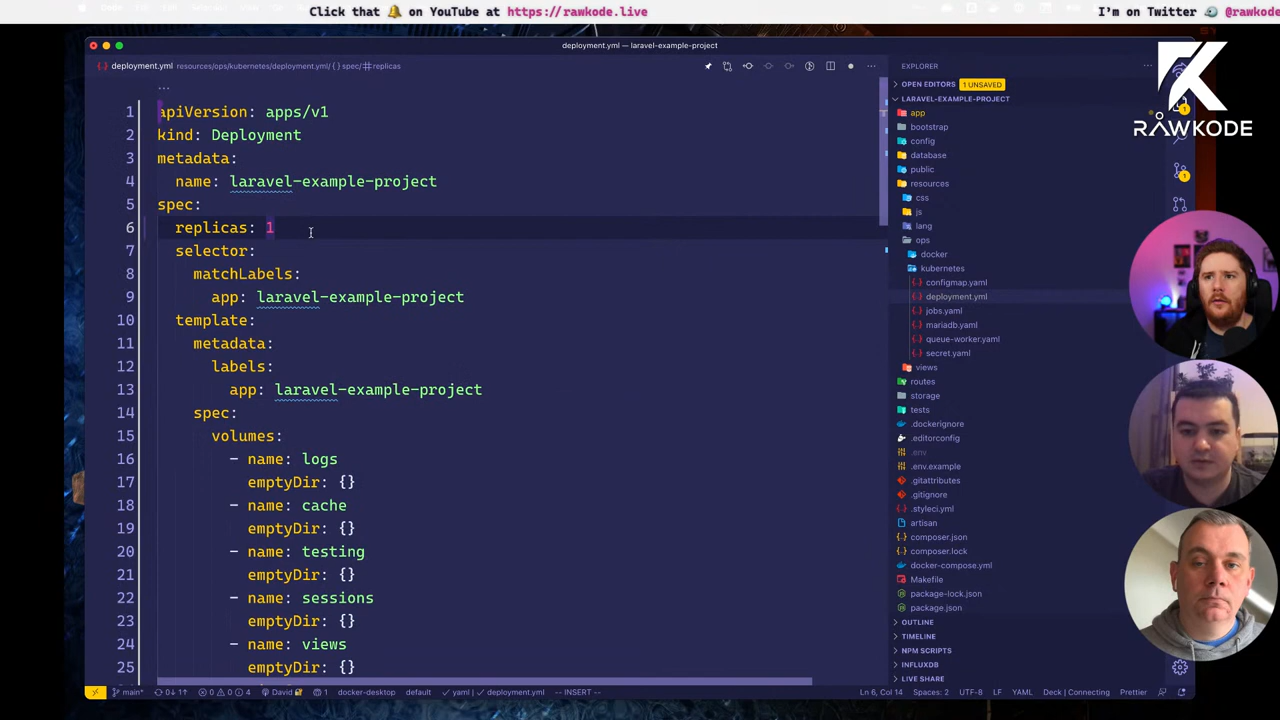 Click that 🔔 on YouTube at https://rawkode.live
I'm on Twitter @rawkode
deployment.yml — laravel-example-project
deployment.yml resources/ops/kubernetes/deployment.yml/{ } spec/replicas
...
1 apiVersion: apps/v1
2 kind: Deployment
3 metadata:
4 name: laravel-example-project
5 spec:
6 replicas: 1
7 selector:
8 matchLabels:
9 app: laravel-example-project
10 template:
11 metadata:
12 labels:
13 app: laravel-example-project
14 spec:
15 volumes:
16 - name: logs
17 emptyDir: {}
18 - name: cache
19 emptyDir: {}
20 - name: testing
21 emptyDir: {}
22 - name: sessions
23 emptyDir: {}
24 - name: views
25 emptyDir: {}
EXPLORER
OPEN EDITORS 1 UNSAVED
LARAVEL-EXAMPLE-PROJECT
app
bootstrap
config
database
public
resources
css
js
lang
ops
docker
kubernetes
configmap.yaml
deployment.yml
jobs.yaml
mariadb.yaml
queue-worker.yaml
secret.yaml
views
routes
storage
tests
.dockerignore
.editorconfig
.env
.env.example
.gitattributes
.gitignore
.styleci.yml
artisan
composer.json
composer.lock
docker-compose.yml
Makefile
package-lock.json
package.json
OUTLINE
TIMELINE
NPM SCRIPTS
INFLUXDB
LIVE SHARE
RAWKODE
1
1
main* 0↓ 1↑ 0 0 4 David 1 docker-desktop default ✓ yaml | ✓ deployment.yml -- INSERT -- Ln 6, Col 14 Spaces: 2 UTF-8 LF YAML Deck | Connecting Prettier